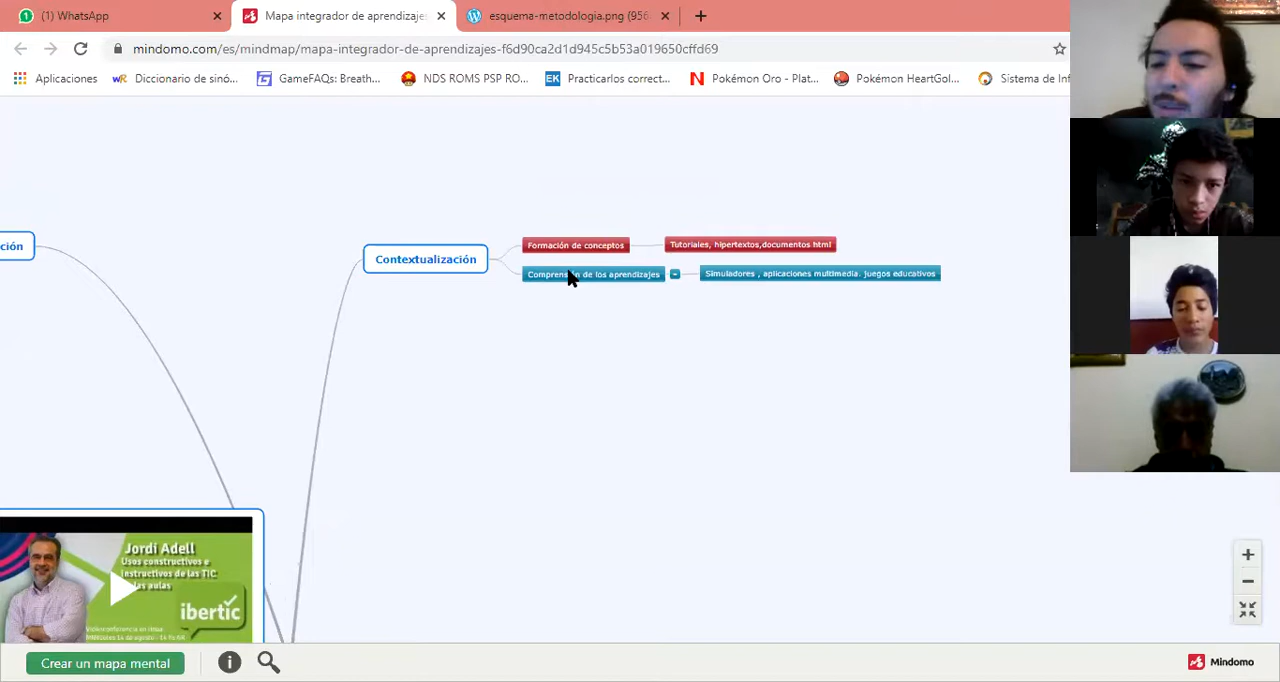 (1) WhatsApp
Mapa integrador de aprendizaje
esquema-metodologia.png (956
mindomo.com/es/mindmap/mapa-integrador-de-aprendizajes-f6d90ca2d1d945c5b53a019650cffd69
Aplicaciones
Diccionario de sinó...
GameFAQs: Breath...
NDS ROMS PSP RO...
EK
Practicarlos correct...
Pokémon Oro - Plat...
Pokémon HeartGol...
Sistema de Inf
ción
Contextualización
Formación de conceptos
Tutoriales, hipertextos,documentos html
Comprensión de los aprendizajes
Simuladores , aplicaciones multimedia. juegos educativos
Jordi Adell
Usos constructivos e
instructivos de las TIC
las aulas
ibertic
Crear un mapa mental
Mindomo